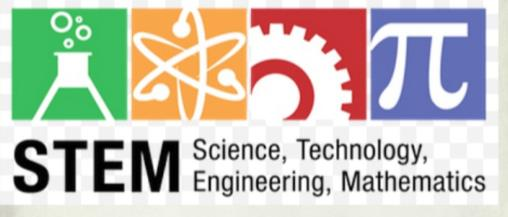 π
STEM
Science, Technology,
Engineering, Mathematics